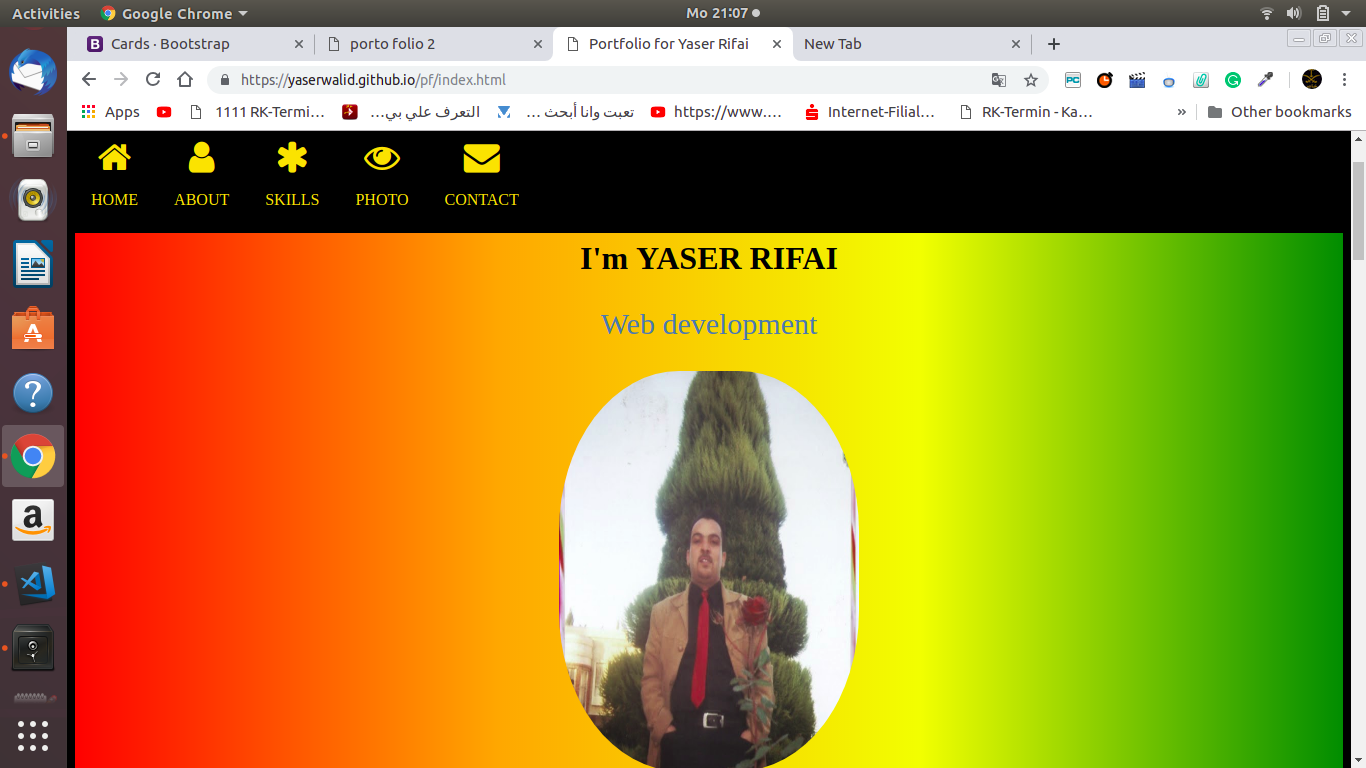 Activities Google Chrome Mo 21:07
Cards · Bootstrap porto folio 2 Portfolio for Yaser Rifai New Tab
https://yaserwalid.github.io/pf/index.html
Apps 1111 RK-Termi… التعرف علي بي… تعبت وانا أبحث … https://www.… Internet-Filial… RK-Termin - Ka… » Other bookmarks
HOME ABOUT SKILLS PHOTO CONTACT
I'm YASER RIFAI
Web development